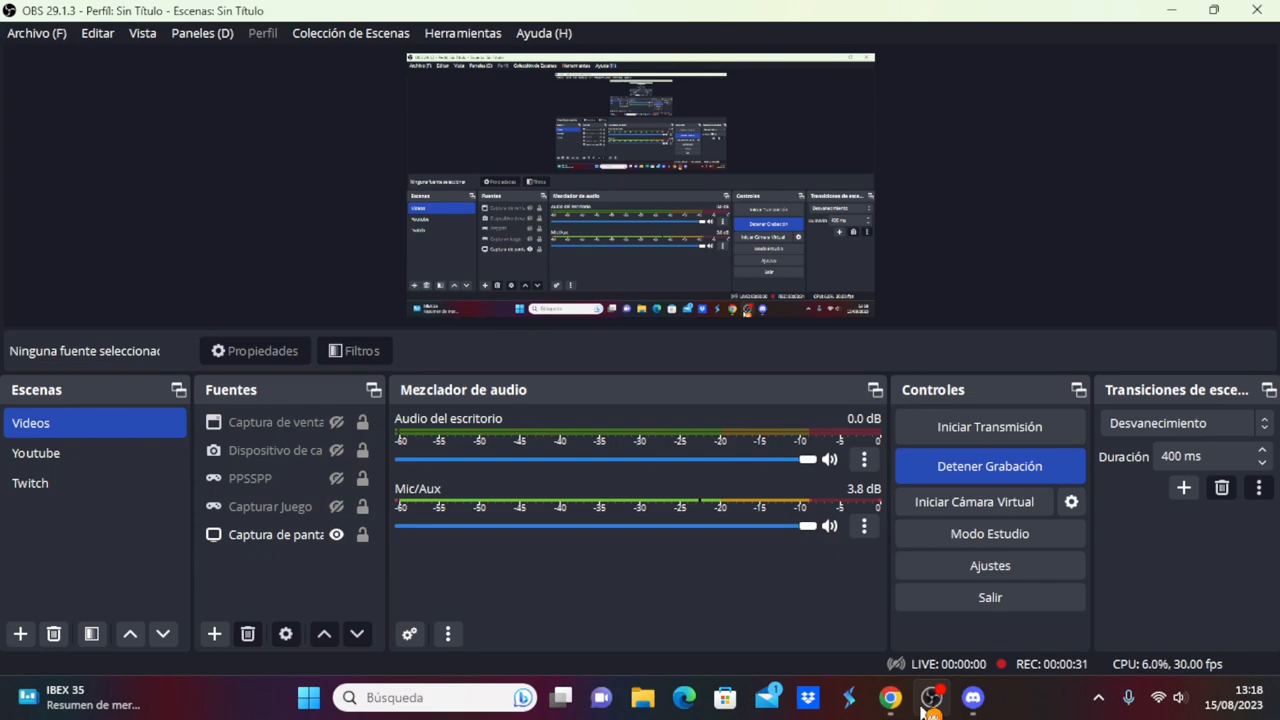 OBS 29.1.3 - Perfil: Sin Título - Escenas: Sin Título
Archivo (F) Editar Vista Paneles (D) Perfil Colección de Escenas Herramientas Ayuda (H)
Ninguna fuente seleccionac Propiedades Filtros
Escenas
Videos
Youtube
Twitch
Fuentes
Captura de venta
Dispositivo de ca
PPSSPP
Capturar Juego
Captura de panta
Mezclador de audio
Audio del escritorio 0.0 dB
-60 -55 -50 -45 -40 -35 -30 -25 -20 -15 -10 -5 0
Mic/Aux 3.8 dB
-60 -55 -50 -45 -40 -35 -30 -25 -20 -15 -10 -5 0
Controles
Iniciar Transmisión
Detener Grabación
Iniciar Cámara Virtual
Modo Estudio
Ajustes
Salir
Transiciones de esce...
Desvanecimiento
Duración 400 ms
LIVE: 00:00:00 REC: 00:00:31 CPU: 6.0%, 30.00 fps
IBEX 35
Resumen de mer...
Búsqueda
1
13:18
15/08/2023